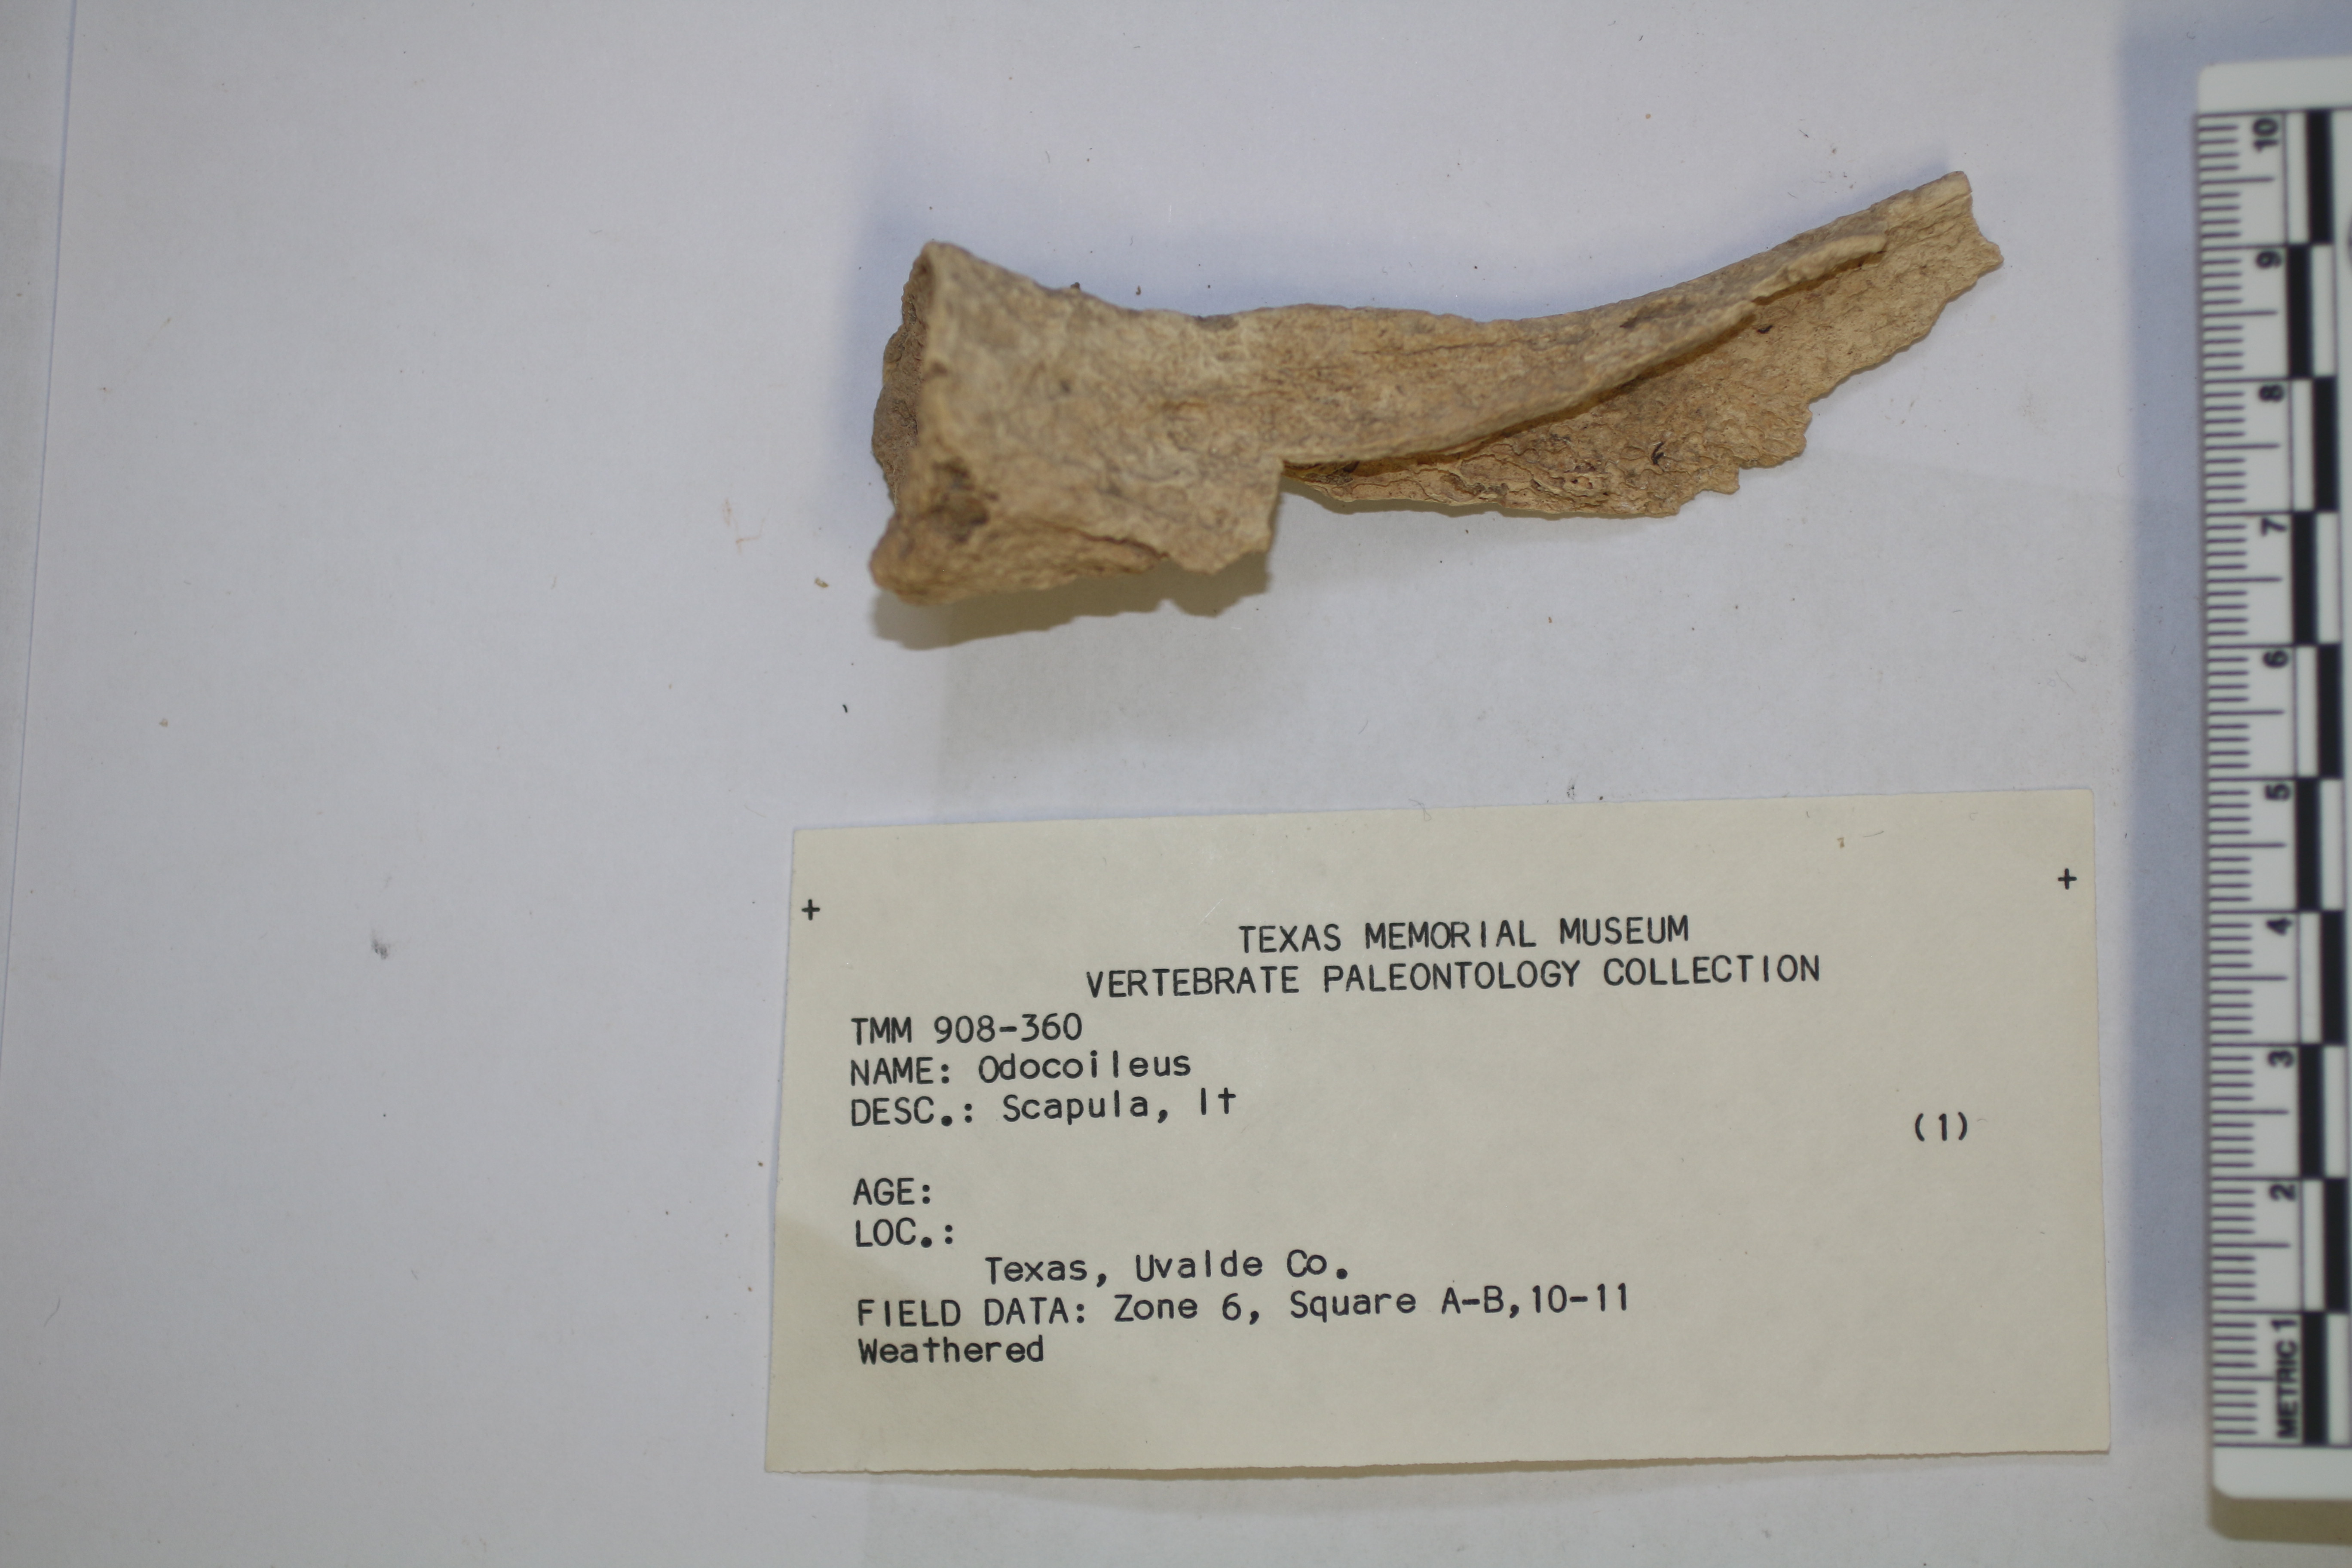 + +
TEXAS MEMORIAL MUSEUM
VERTEBRATE PALEONTOLOGY COLLECTION
TMM 908-360
NAME: Odocoileus
DESC.: Scapula, lt (1)
AGE:
LOC.:
Texas, Uvalde Co.
FIELD DATA: Zone 6, Square A-B,10-11
Weathered
METRIC 1 2 3 4 5 6 7 8 9 10